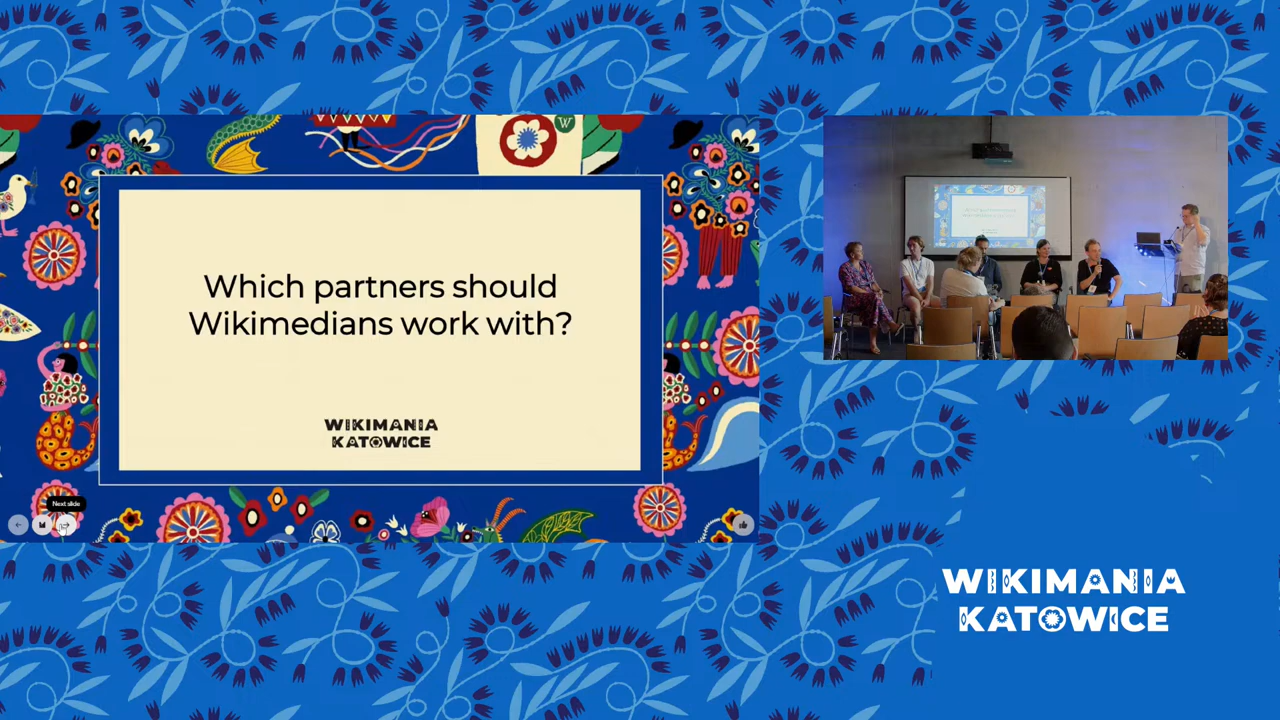 Which partners should
Wikimedians work with?
WIKIMANIA
KATOWICE
Next slide
W
WIKIMANIA
KATOWICE